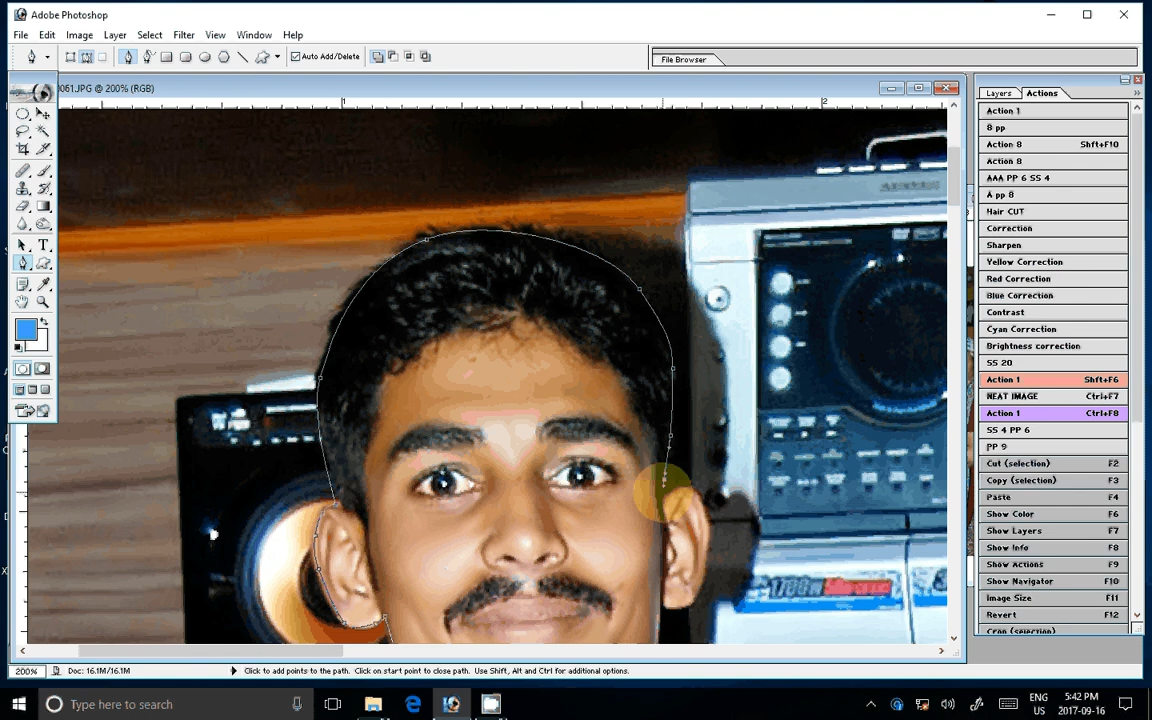 Adobe Photoshop
File Edit Image Layer Select Filter View Window Help
Auto Add/Delete
File Browser
061.JPG @ 200% (RGB)
1 2
Layers Actions
Action 1
8 pp
Action 8 Shft+F10
Action 8
AAA PP 6 SS 4
A pp 8
Hair CUT
Correction
Sharpen
Yellow Correction
Red Correction
Blue Correction
Contrast
Cyan Correction
Brightness correction
SS 20
Action 1 Shft+F6
NEAT IMAGE Ctrl+F7
Action 1 Ctrl+F8
SS 4 PP 6
PP 9
Cut (selection) F2
Copy (selection) F3
Paste F4
Show Color F6
Show Layers F7
Show Info F8
Show Actions F9
Show Navigator F10
Image Size F11
Revert F12
Crop (selection)
200% Doc: 16.1M/16.1M Click to add points to the path. Click on start point to close path. Use Shift, Alt and Ctrl for additional options.
Type here to search
ENG 5:42 PM
US 2017-09-16